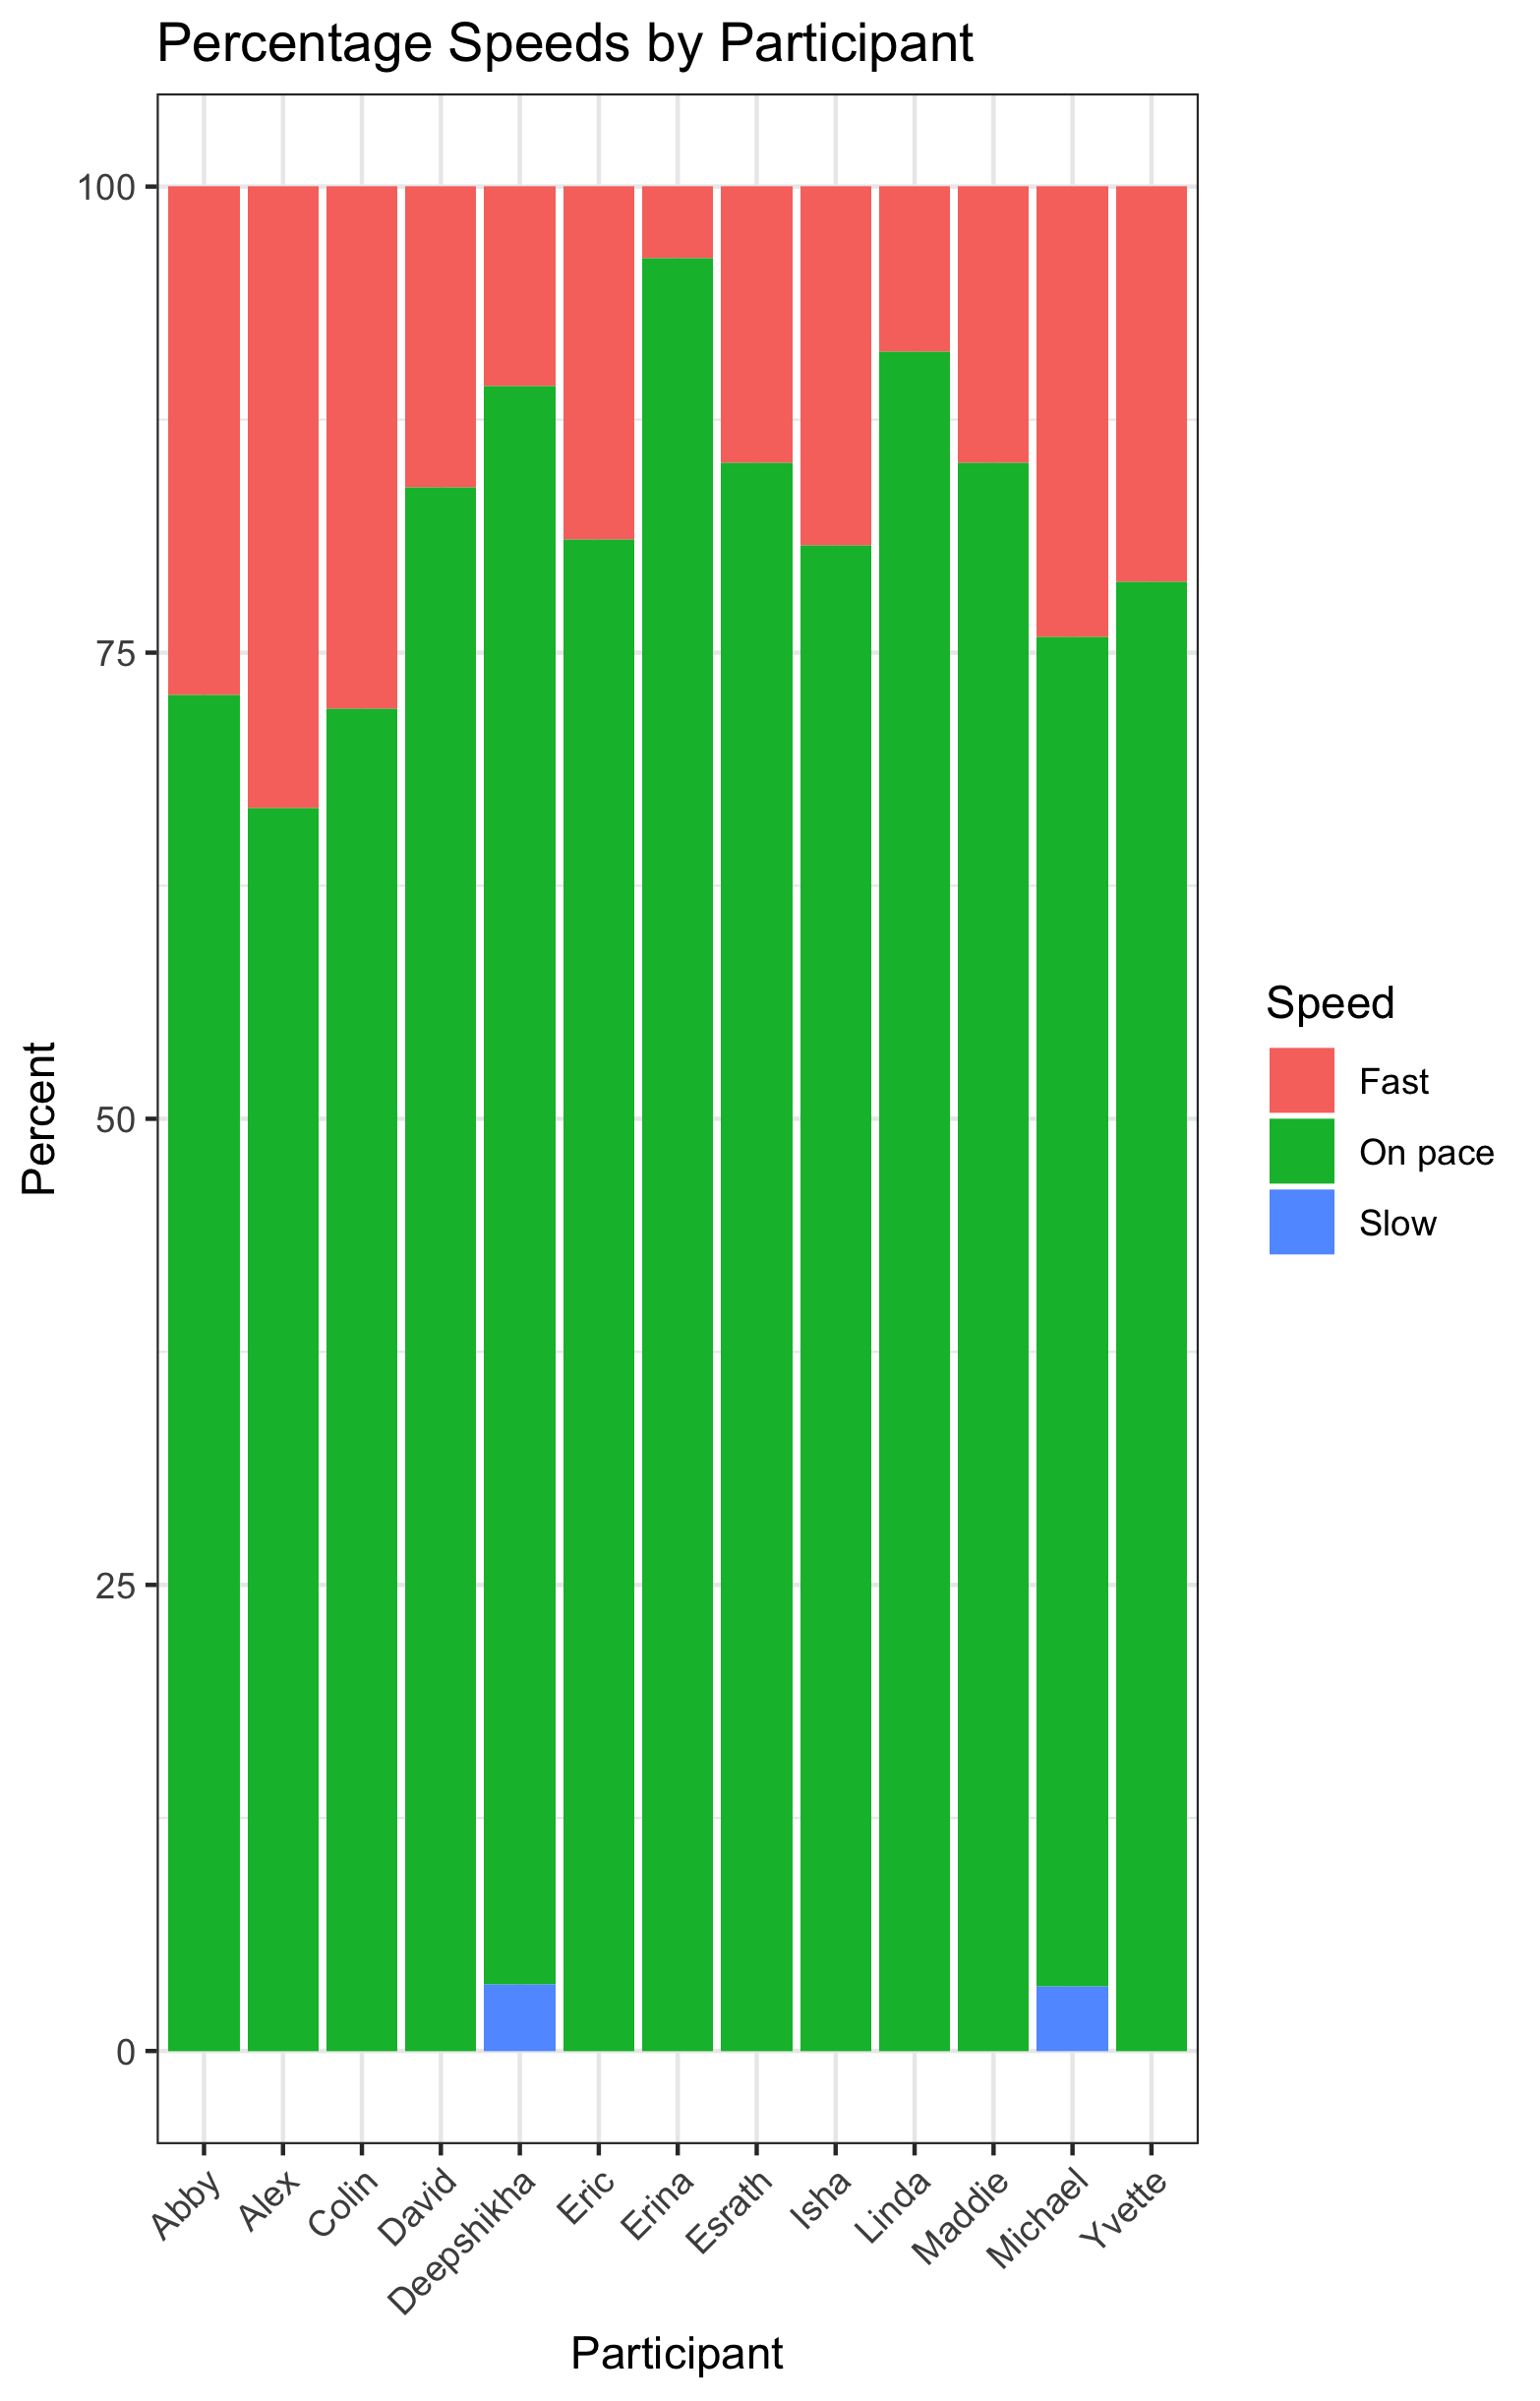 Percentage Speeds by Participant
100
75
50
25
0
Percent
Abby
Alex
Colin
David
Deepshikha
Eric
Erina
Esrath
Isha
Linda
Maddie
Michael
Yvette
Participant
Speed
Fast
On pace
Slow